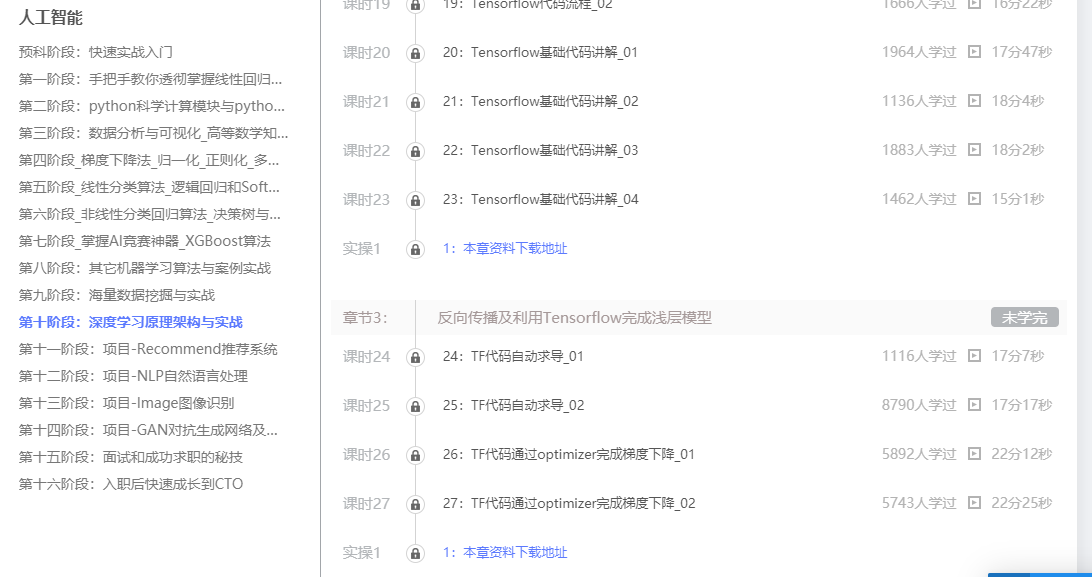 人工智能
预科阶段：快速实战入门
第一阶段：手把手教你透彻掌握线性回归...
第二阶段：python科学计算模块与pytho...
第三阶段：数据分析与可视化_高等数学知...
第四阶段_梯度下降法_归一化_正则化_多...
第五阶段_线性分类算法_逻辑回归和Soft...
第六阶段_非线性分类回归算法_决策树与...
第七阶段_掌握AI竞赛神器_XGBoost算法
第八阶段：其它机器学习算法与案例实战
第九阶段：海量数据挖掘与实战
第十阶段：深度学习原理架构与实战
第十一阶段：项目-Recommend推荐系统
第十二阶段：项目-NLP自然语言处理
第十三阶段：项目-Image图像识别
第十四阶段：项目-GAN对抗生成网络及...
第十五阶段：面试和成功求职的秘技
第十六阶段：入职后快速成长到CTO
课时19 19：Tensorflow代码流程_02 1666人学过 16分22秒
课时20 20：Tensorflow基础代码讲解_01 1964人学过 17分47秒
课时21 21：Tensorflow基础代码讲解_02 1136人学过 18分4秒
课时22 22：Tensorflow基础代码讲解_03 1883人学过 18分2秒
课时23 23：Tensorflow基础代码讲解_04 1462人学过 15分1秒
实操1 1：本章资料下载地址
章节3： 反向传播及利用Tensorflow完成浅层模型 未学完
课时24 24：TF代码自动求导_01 1116人学过 17分7秒
课时25 25：TF代码自动求导_02 8790人学过 17分17秒
课时26 26：TF代码通过optimizer完成梯度下降_01 5892人学过 22分12秒
课时27 27：TF代码通过optimizer完成梯度下降_02 5743人学过 22分25秒
实操1 1：本章资料下载地址